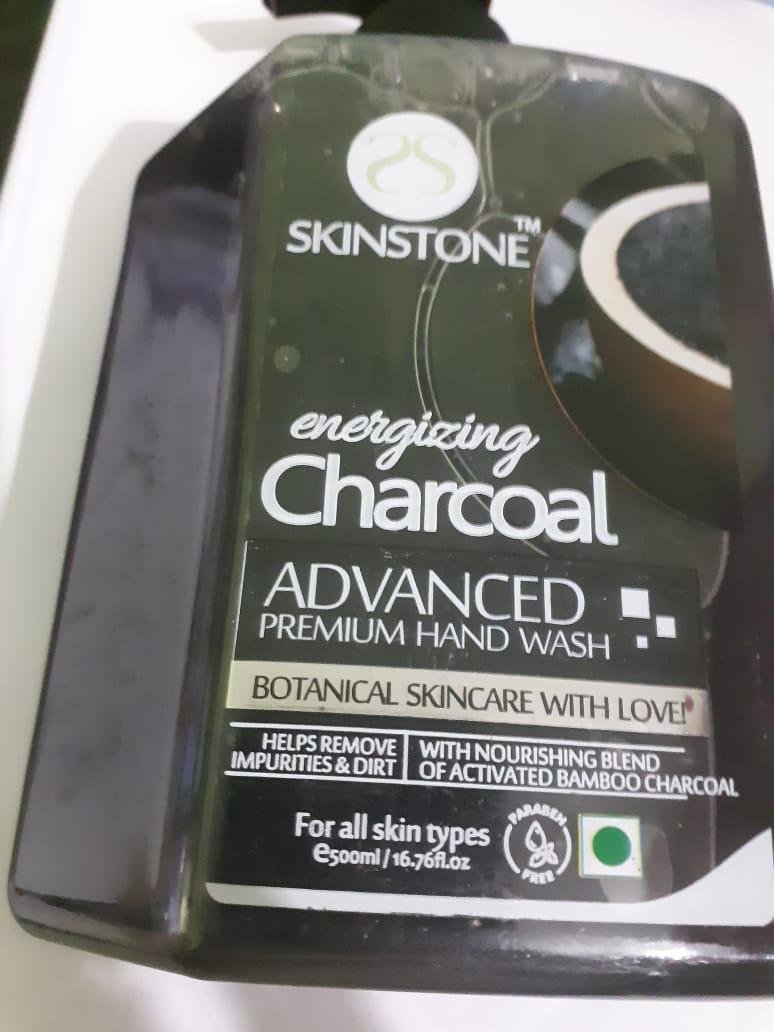 SS
SKINSTONE™
energizing
Charcoal
ADVANCED
PREMIUM HAND WASH
BOTANICAL SKINCARE WITH LOVE!
HELPS REMOVE
IMPURITIES & DIRT
WITH NOURISHING BLEND
OF ACTIVATED BAMBOO CHARCOAL
For all skin types
℮500ml / 16.76fl.oz
PARABEN
FREE